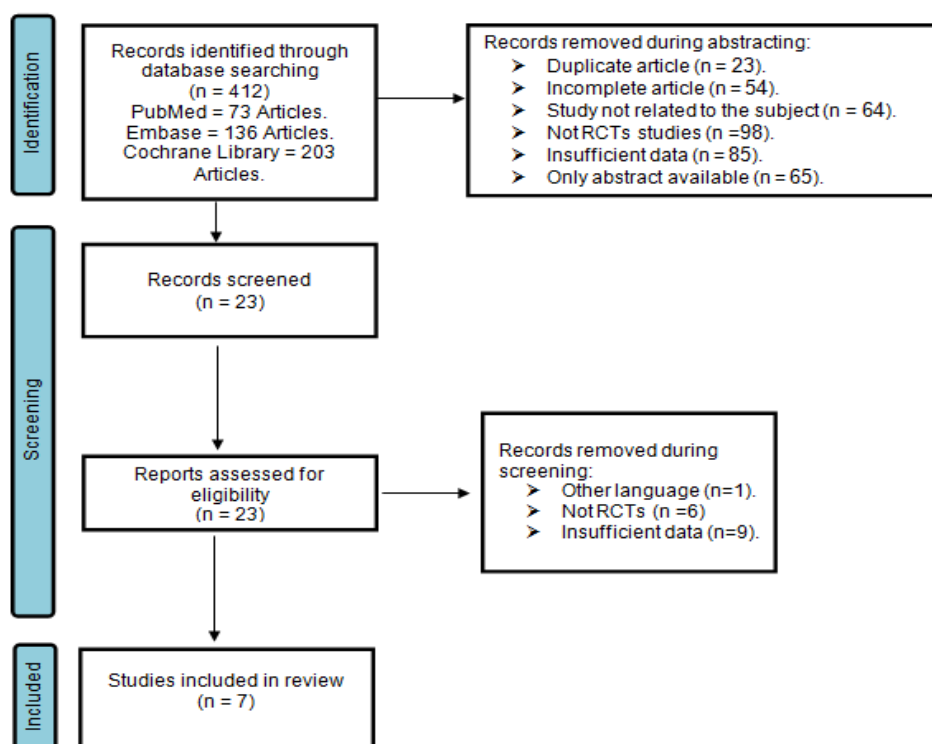 Identification
Records identified through
database searching
(n = 412)
PubMed = 73 Articles.
Embase = 136 Articles.
Cochrane Library = 203
Articles.
Records removed during abstracting:
➢ Duplicate article (n = 23).
➢ Incomplete article (n = 54).
➢ Study not related to the subject (n = 64).
➢ Not RCTs studies (n =98).
➢ Insufficient data (n = 85).
➢ Only abstract available (n = 65).
Screening
Records screened
(n = 23)
Reports assessed for
eligibility
(n = 23)
Records removed during
screening:
➢ Other language (n=1).
➢ Not RCTs (n =6)
➢ Insufficient data (n=9).
Included
Studies included in review
(n = 7)